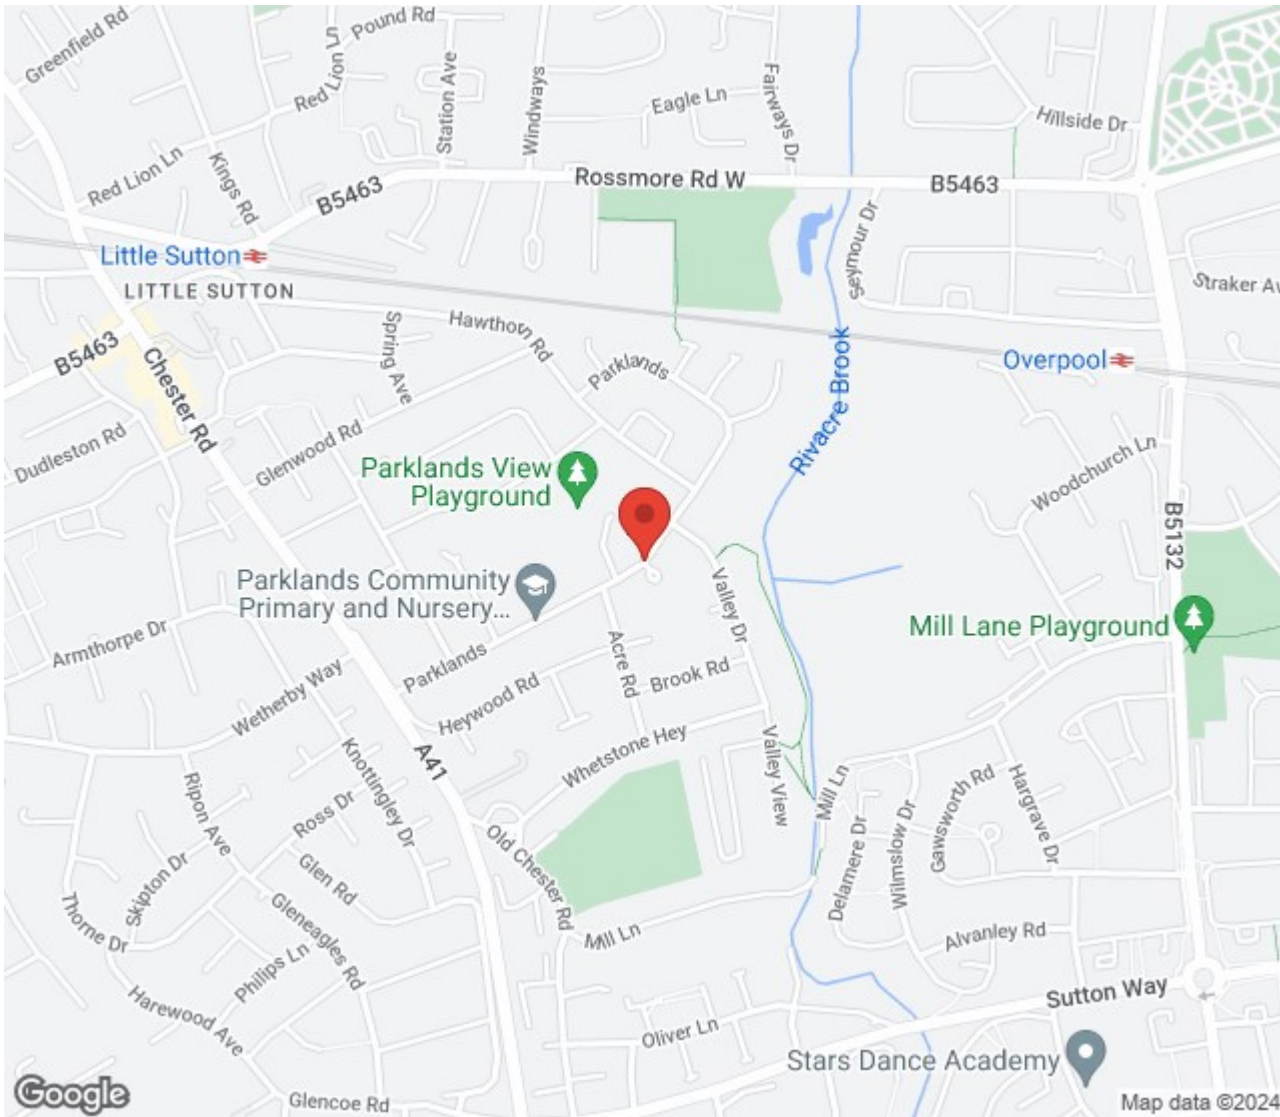 Greenfield Rd
Pound Rd
Red Lion Ln
Station Ave
Windways
Eagle Ln
Fairways Dr
Hillside Dr
Red Lion Ln
Kings Rd
B5463
Rossmore Rd W
B5463
Seymour Dr
Little Sutton
LITTLE SUTTON
Straker Av
Spring Ave
Hawthorn Rd
B5463
Chester Rd
Parklands
Rivacre Brook
Overpool
Dudleston Rd
Glenwood Rd
Parklands View
Playground
Woodchurch Ln
B5132
Parklands Community
Primary and Nursery...
Valley Dr
Mill Lane Playground
Armthorpe Dr
Parklands
Acre Rd
Brook Rd
Wetherby Way
Heywood Rd
A41
Whetstone Hey
Valley View
Knottingley Dr
Ripon Ave
Ross Dr
Mill Ln
Gawsworth Rd
Hargrave Dr
Old Chester Rd
Delamere Dr
Wilmslow Dr
Skipton Dr
Glen Rd
Thorne Dr
Gleneagles Rd
Mill Ln
Alvanley Rd
Philips Ln
Harewood Ave
Sutton Way
Oliver Ln
Stars Dance Academy
Glencoe Rd
Google
Map data ©2024